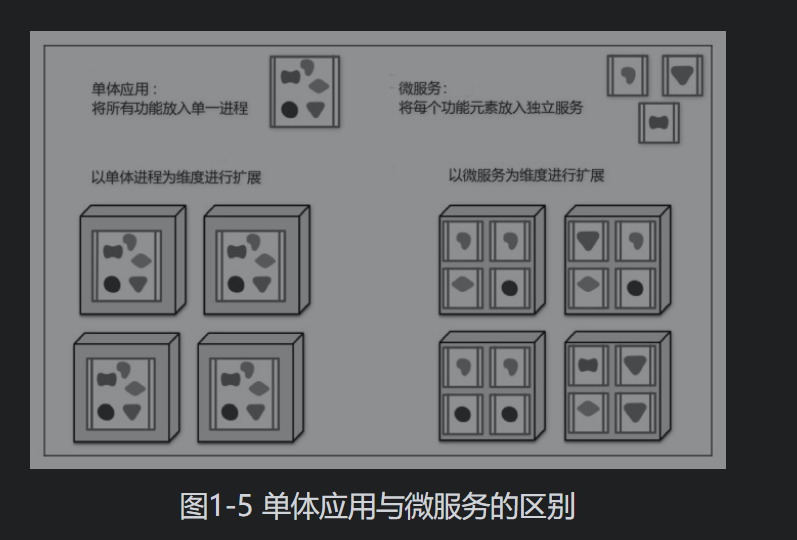 单体应用：
将所有功能放入单一进程
微服务：
将每个功能元素放入独立服务
以单体进程为维度进行扩展
以微服务为维度进行扩展
图1-5 单体应用与微服务的区别